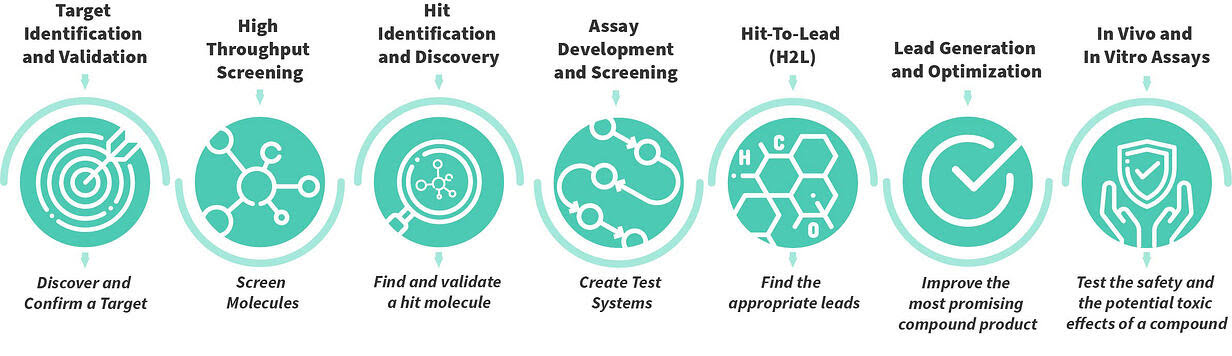 Target
Identification
and Validation
High
Throughput
Screening
Hit
Identification
and Discovery
Assay
Development
and Screening
Hit-To-Lead
(H2L)
Lead Generation
and Optimization
In Vivo and
In Vitro Assays
H
C
O
Discover and
Confirm a Target
Screen
Molecules
Find and validate
a hit molecule
Create Test
Systems
Find the
appropriate leads
Improve the
most promising
compound product
Test the safety and
the potential toxic
effects of a compound